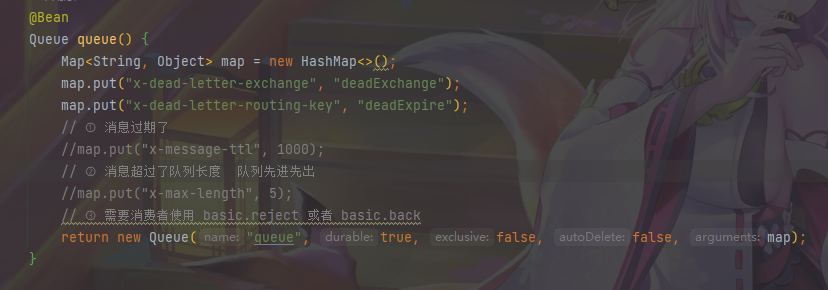 @Bean
Queue queue() {
Map<String, Object> map = new HashMap<>();
map.put("x-dead-letter-exchange", "deadExchange");
map.put("x-dead-letter-routing-key", "deadExpire");
// ① 消息过期了
//map.put("x-message-ttl", 1000);
// ① 消息超过了队列长度 队列先进先出
//map.put("x-max-length", 5);
// ① 需要消费者使用 basic.reject 或者 basic.back
return new Queue( name: "queue", durable: true, exclusive: false, autoDelete: false, arguments: map);
}